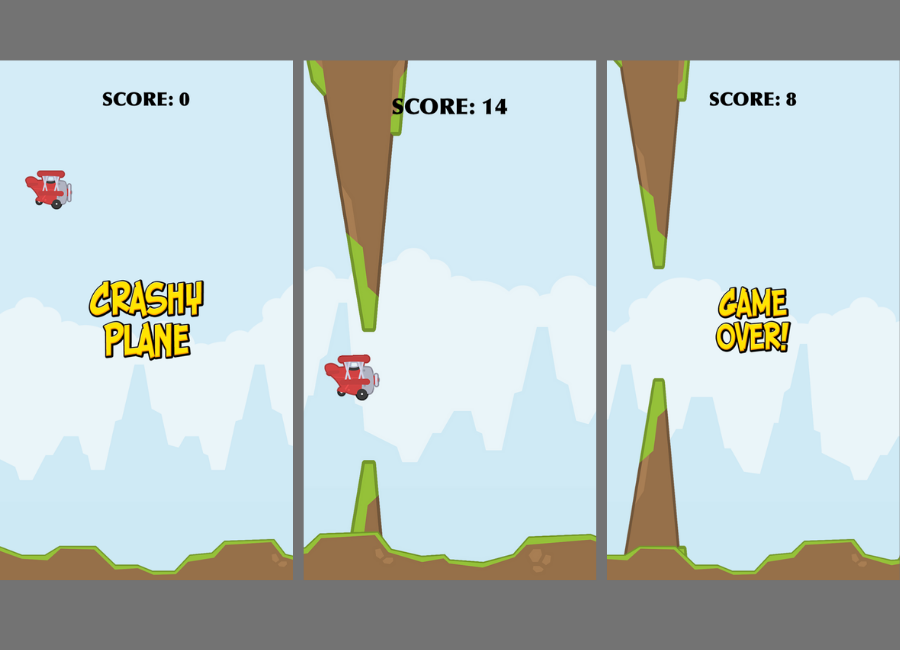 SCORE: 0
CRASHY
PLANE
SCORE: 14
SCORE: 8
GAME
OVER!